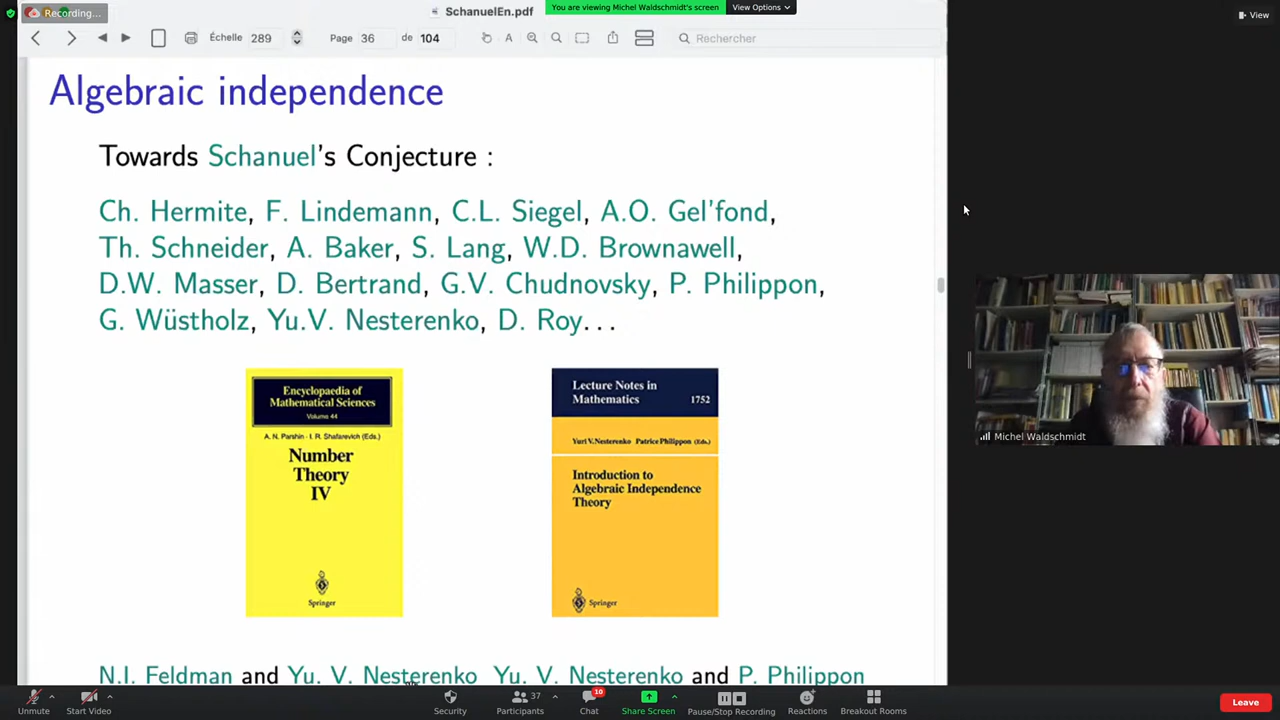 Recording...
SchanuelEn.pdf
You are viewing Michel Waldschmidt's screen
View Options
View
Échelle 289
Page 36 de 104
Rechercher
Algebraic independence
Towards Schanuel's Conjecture :
Ch. Hermite, F. Lindemann, C.L. Siegel, A.O. Gel'fond,
Th. Schneider, A. Baker, S. Lang, W.D. Brownawell,
D.W. Masser, D. Bertrand, G.V. Chudnovsky, P. Philippon,
G. Wüstholz, Yu.V. Nesterenko, D. Roy...
Encyclopaedia of
Mathematical Sciences
Volume 44
A. N. Parshin · I. R. Shafarevich (Eds.)
Number
Theory
IV
Springer
Lecture Notes in
Mathematics 1752
Yuri V. Nesterenko Patrice Philippon (Eds.)
Introduction to
Algebraic Independence
Theory
Springer
N.I. Feldman and Yu. V. Nesterenko Yu. V. Nesterenko and P. Philippon
Michel Waldschmidt
Unmute
Start Video
Security
Participants 37
Chat 10
Share Screen
Pause/Stop Recording
Reactions
Breakout Rooms
Leave